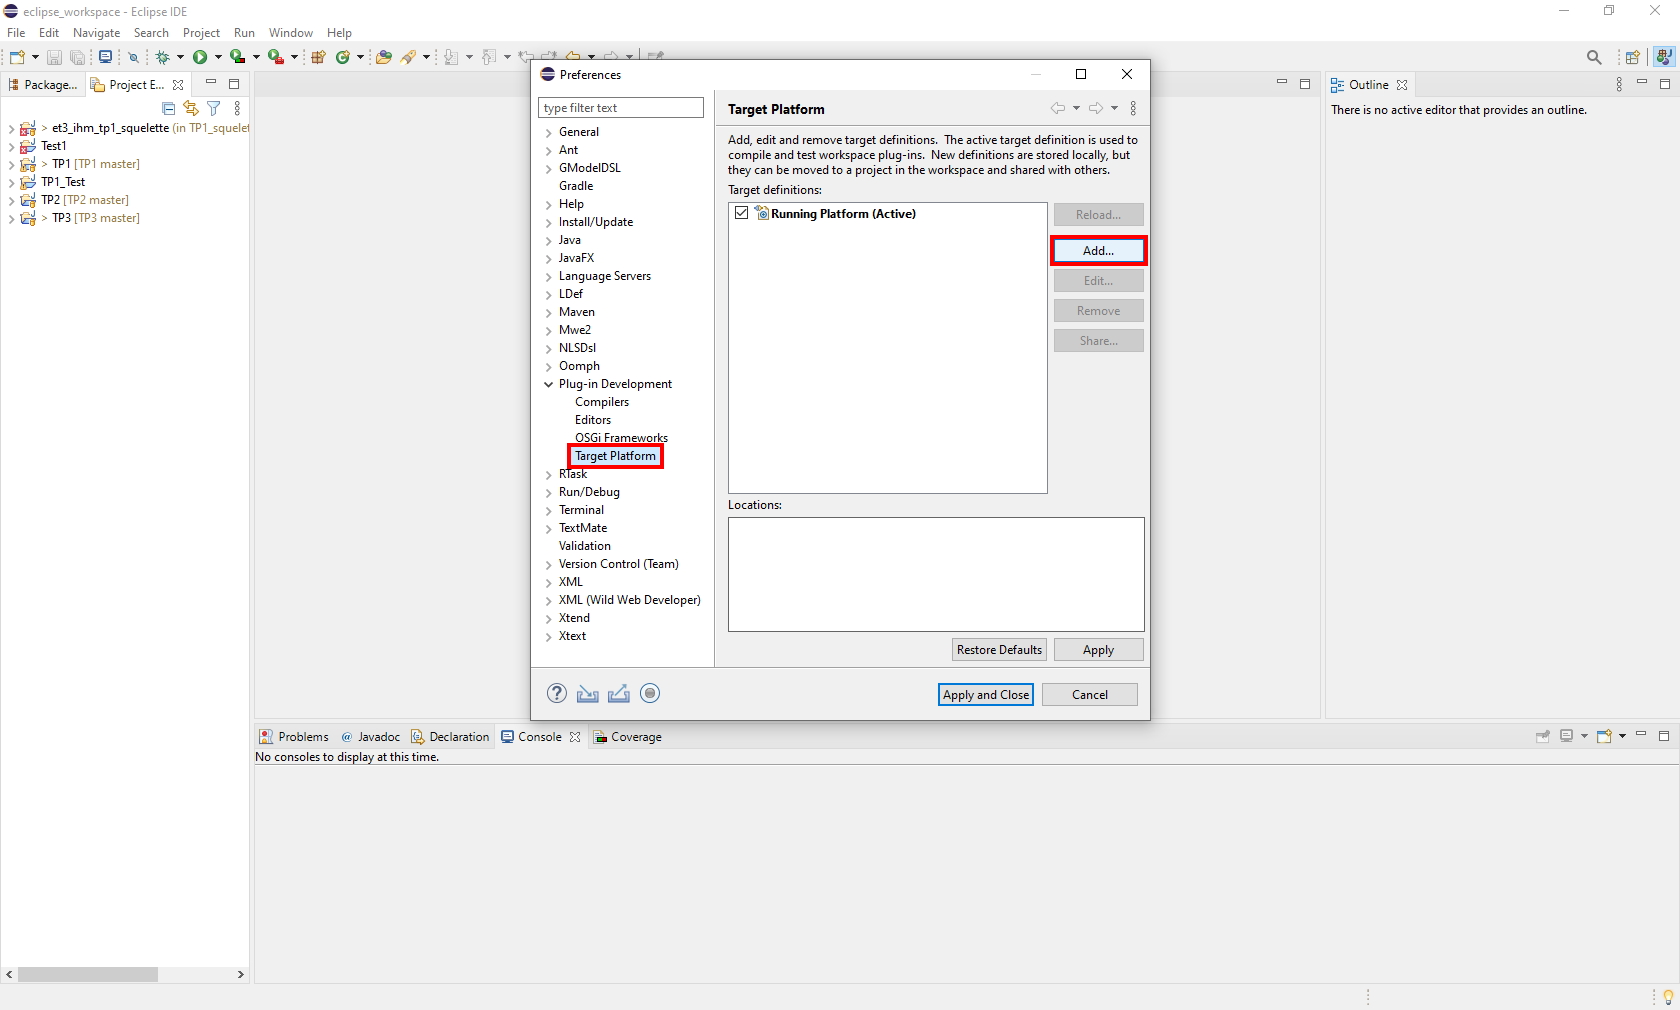 eclipse_workspace - Eclipse IDE
File Edit Navigate Search Project Run Window Help
Package... Project E...
> et3_ihm_tp1_squelette (in TP1_squelet
Test1
> TP1 [TP1 master]
TP1_Test
TP2 [TP2 master]
> TP3 [TP3 master]
Preferences
type filter text
General
Ant
GModelDSL
Gradle
Help
Install/Update
Java
JavaFX
Language Servers
LDef
Maven
Mwe2
NLSDsl
Oomph
Plug-in Development
Compilers
Editors
OSGi Frameworks
Target Platform
RTask
Run/Debug
Terminal
TextMate
Validation
Version Control (Team)
XML
XML (Wild Web Developer)
Xtend
Xtext
Target Platform
Add, edit and remove target definitions. The active target definition is used to
compile and test workspace plug-ins. New definitions are stored locally, but
they can be moved to a project in the workspace and shared with others.
Target definitions:
Running Platform (Active)
Reload...
Add...
Edit...
Remove
Share...
Locations:
Restore Defaults Apply
Apply and Close Cancel
Outline
There is no active editor that provides an outline.
Problems @ Javadoc Declaration Console Coverage
No consoles to display at this time.